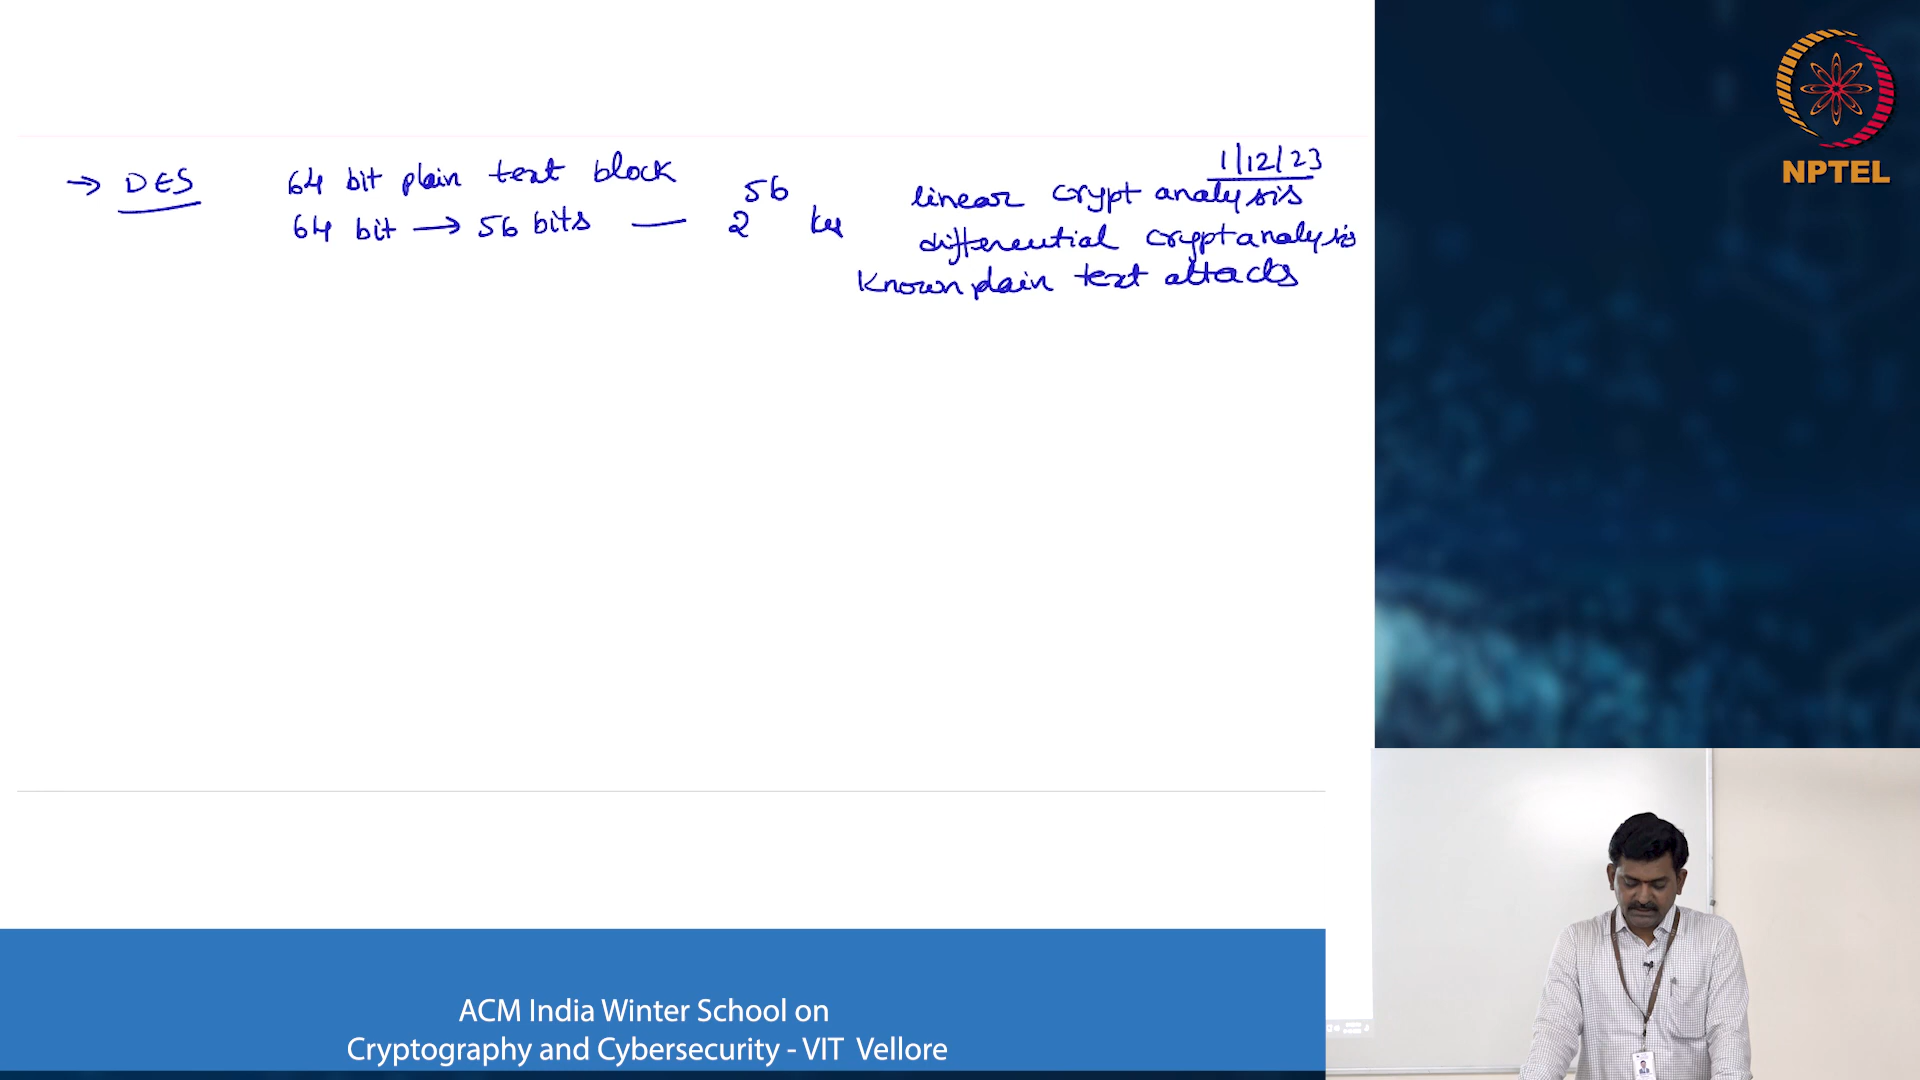 1/12/23
→ DES 64 bit plain text block
64 bit → 56 bits — 2^56 key
linear crypt analysis
differential cryptanalysis
Known plain text attacks
NPTEL
ACM India Winter School on
Cryptography and Cybersecurity - VIT Vellore